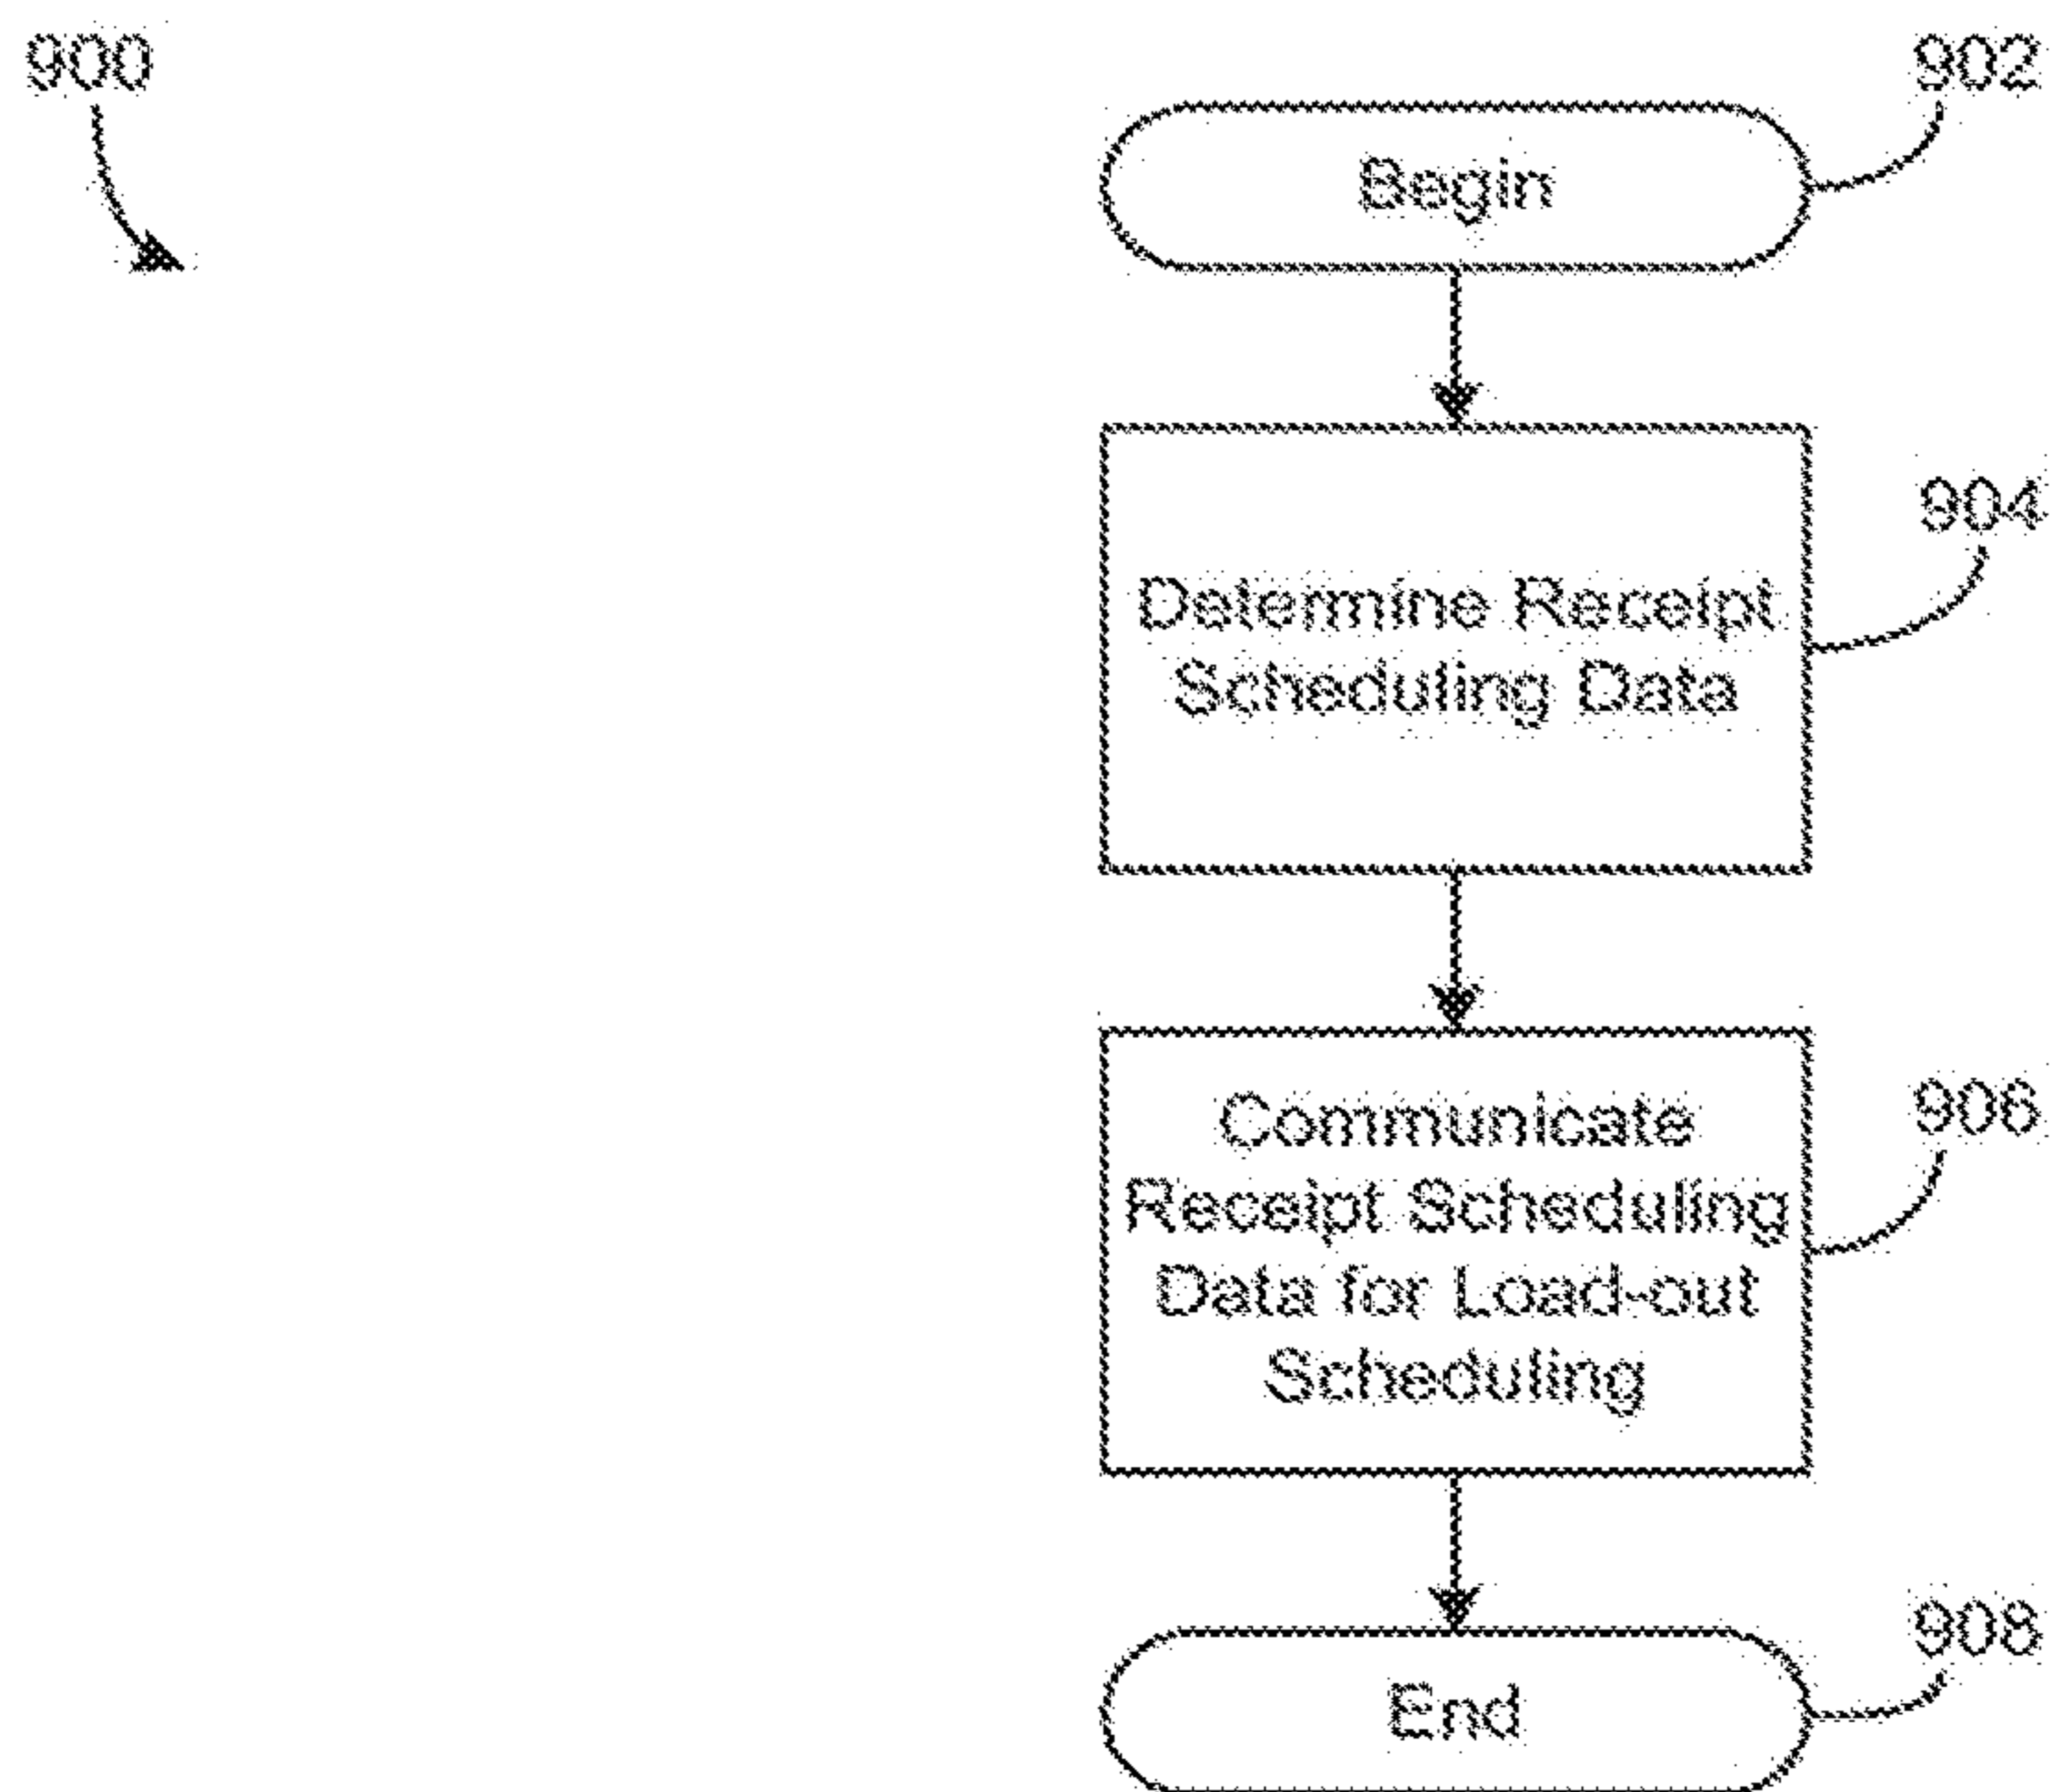 900
902
Begin
904
Determine Receipt
Scheduling Data
906
Communicate
Receipt Scheduling
Data for Load-out
Scheduling
908
End